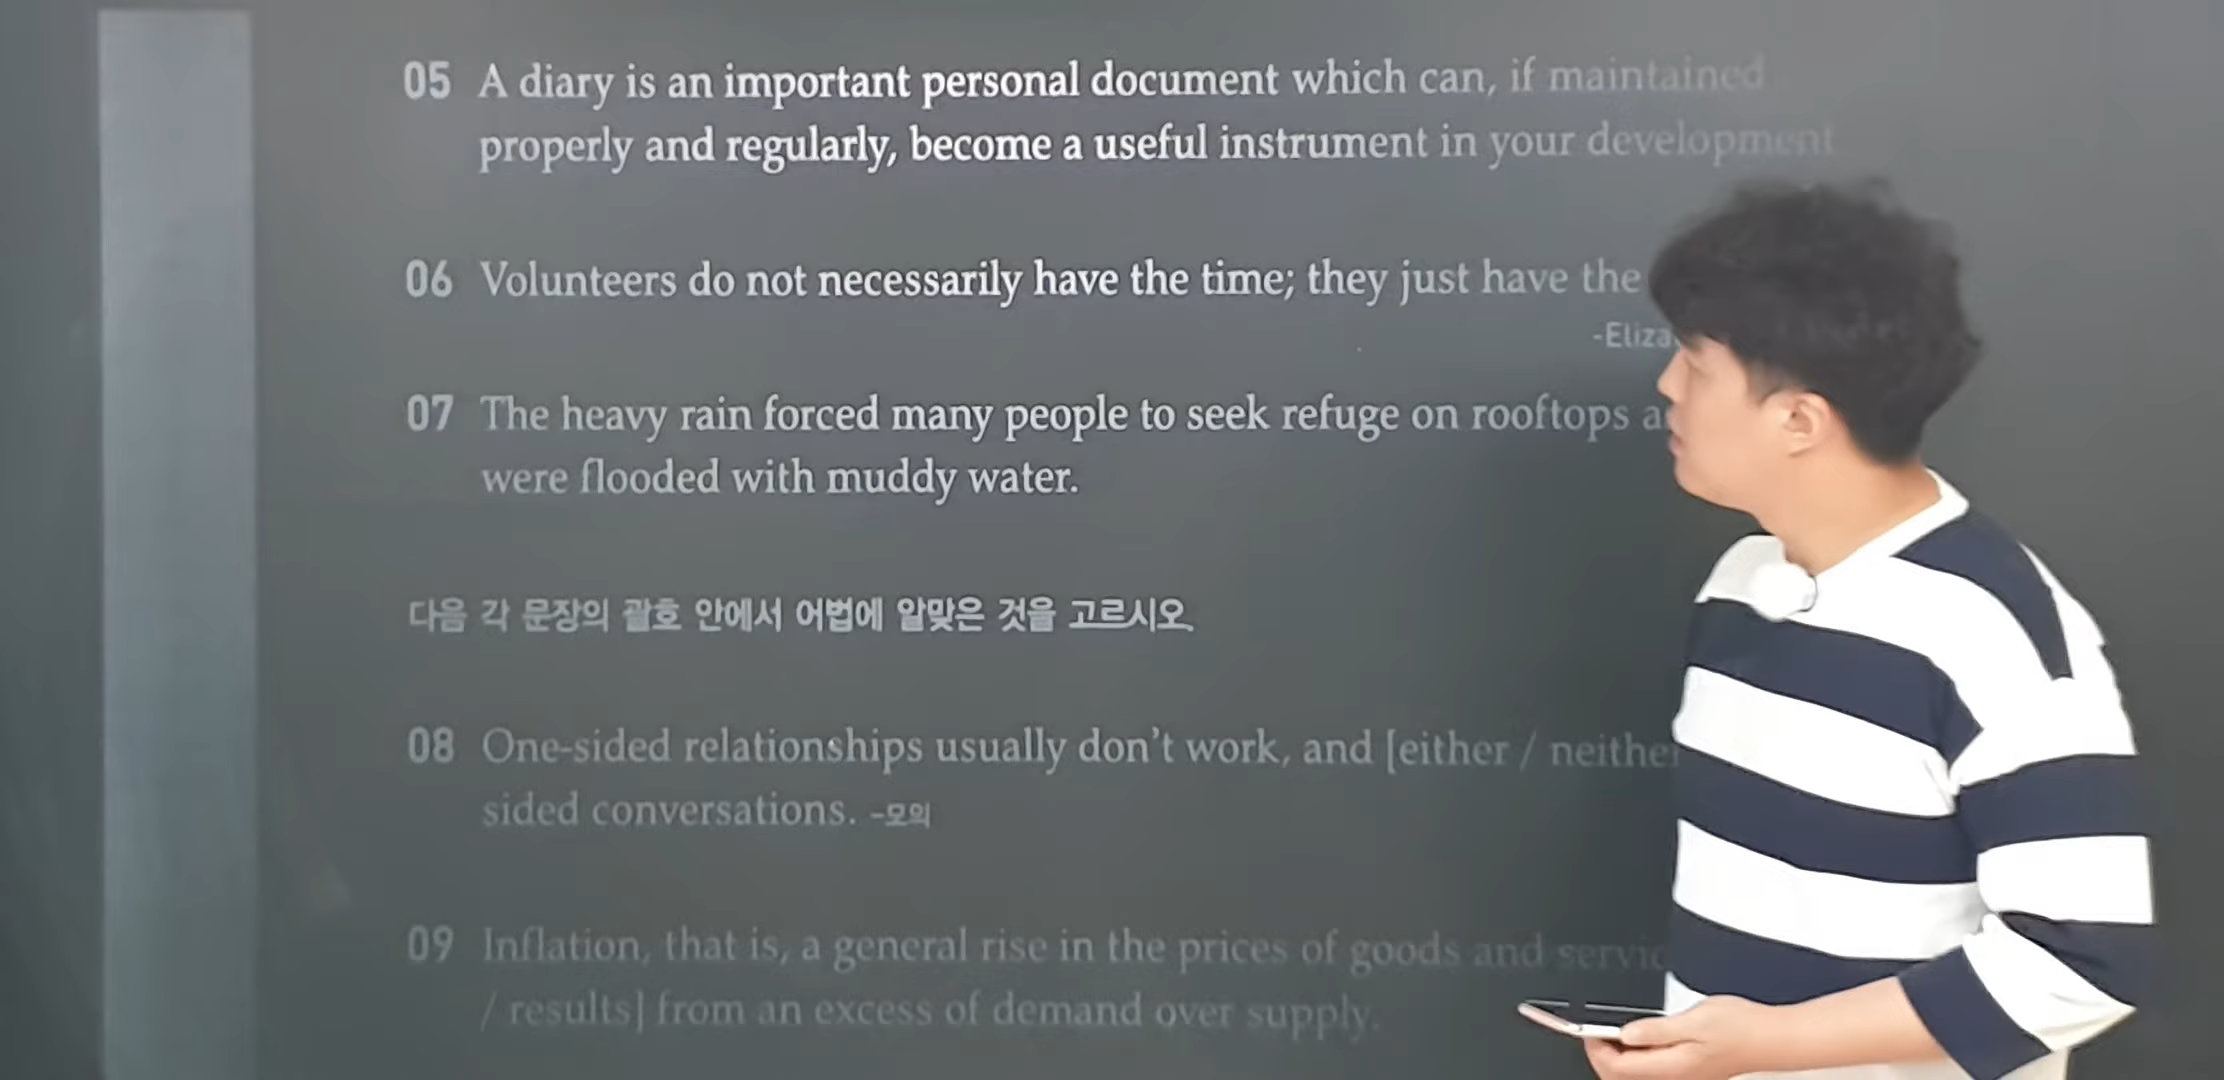 05 A diary is an important personal document which can, if maintained
properly and regularly, become a useful instrument in your development
06 Volunteers do not necessarily have the time; they just have the
-Eliza
07 The heavy rain forced many people to seek refuge on rooftops
were flooded with muddy water.
다음 각 문장의 괄호 안에서 어법에 알맞은 것을 고르시오.
08 One-sided relationships usually don't work, and [either / neither
sided conversations. -모의
09 Inflation, that is, a general rise in the prices of goods and
/ results] from an excess of demand over supply.